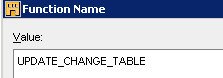 Function Name
Value:
UPDATE_CHANGE_TABLE